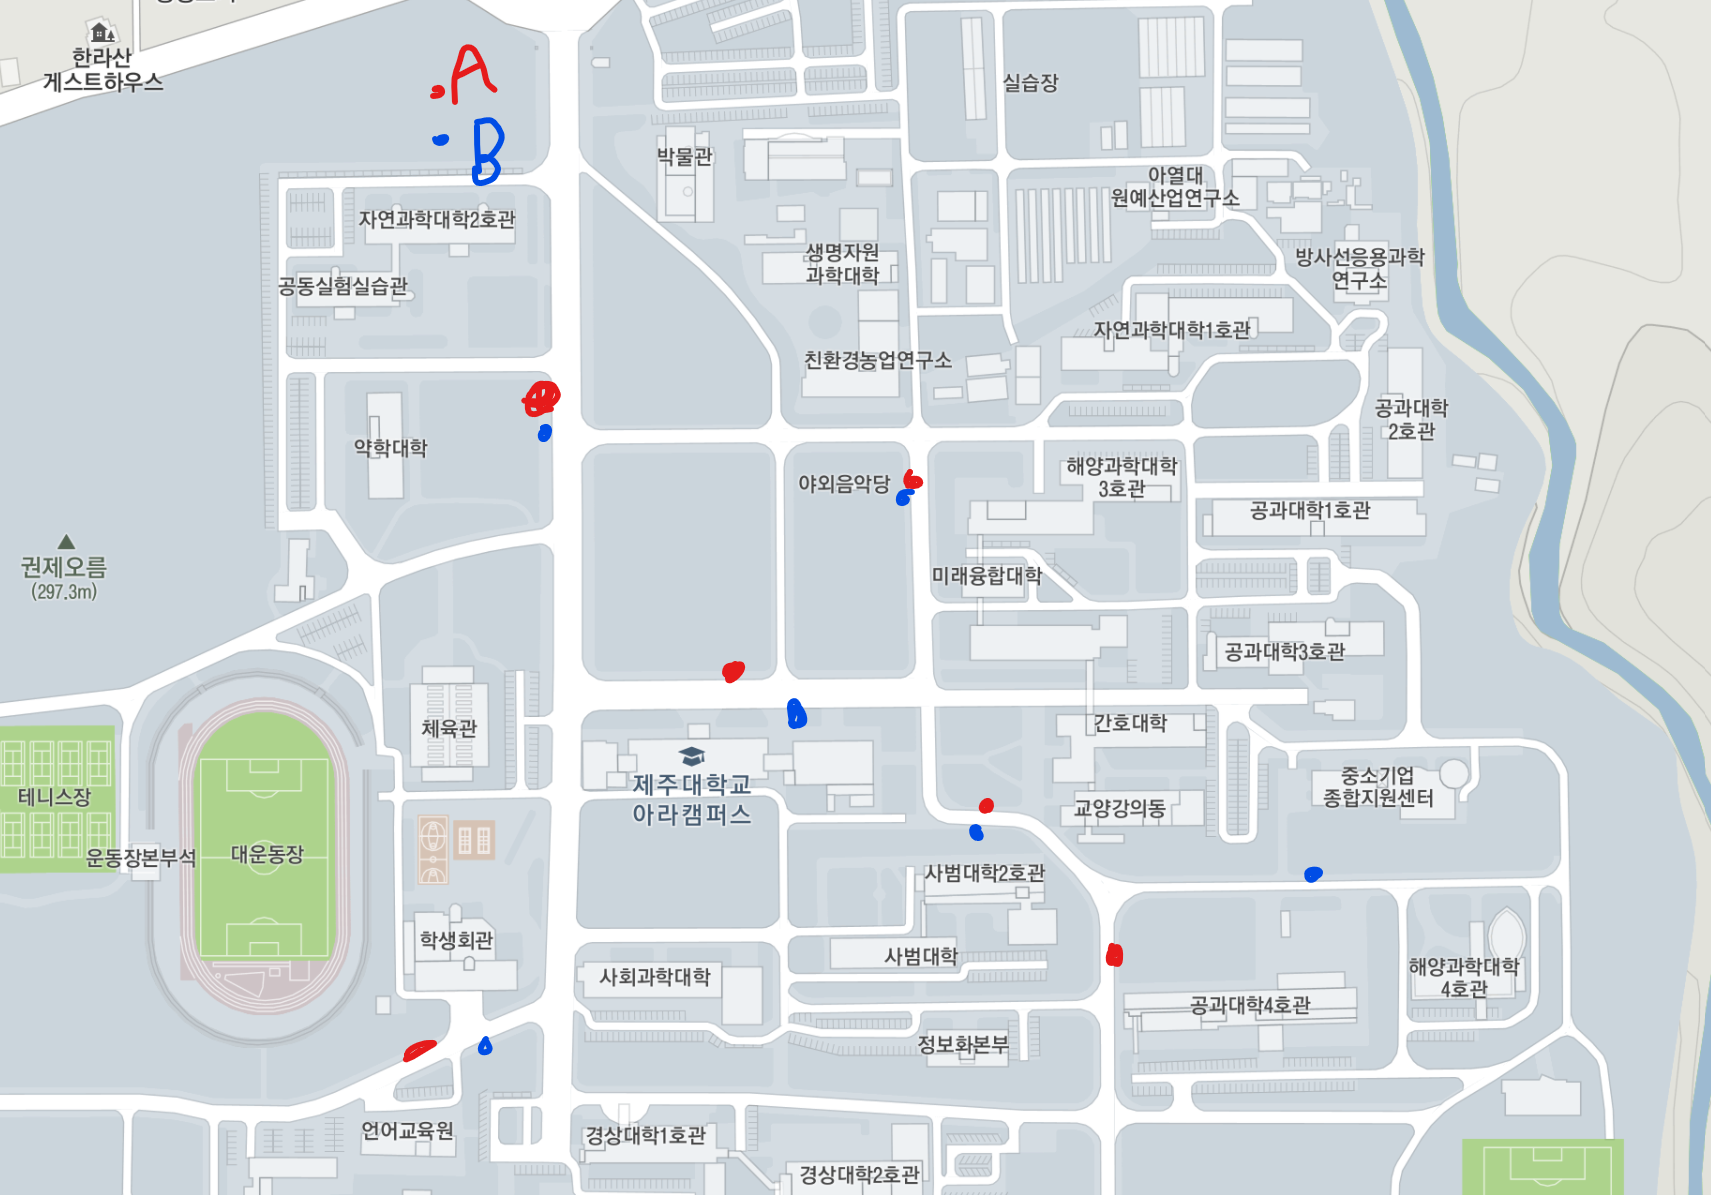 한라산
게스트하우스
A
B
실습장
박물관
아열대
원예산업연구소
자연과학대학2호관
생명자원
과학대학
방사선응용과학
연구소
공동실험실습관
자연과학대학1호관
친환경농업연구소
공과대학
2호관
약학대학
야외음악당
해양과학대학
3호관
공과대학1호관
권제오름
(297.3m)
미래융합대학
공과대학3호관
체육관
간호대학
제주대학교
아라캠퍼스
테니스장
중소기업
종합지원센터
교양강의동
운동장본부석
대운동장
사범대학2호관
학생회관
사범대학
사회과학대학
해양과학대학
4호관
공과대학4호관
정보화본부
언어교육원
경상대학1호관
경상대학2호관